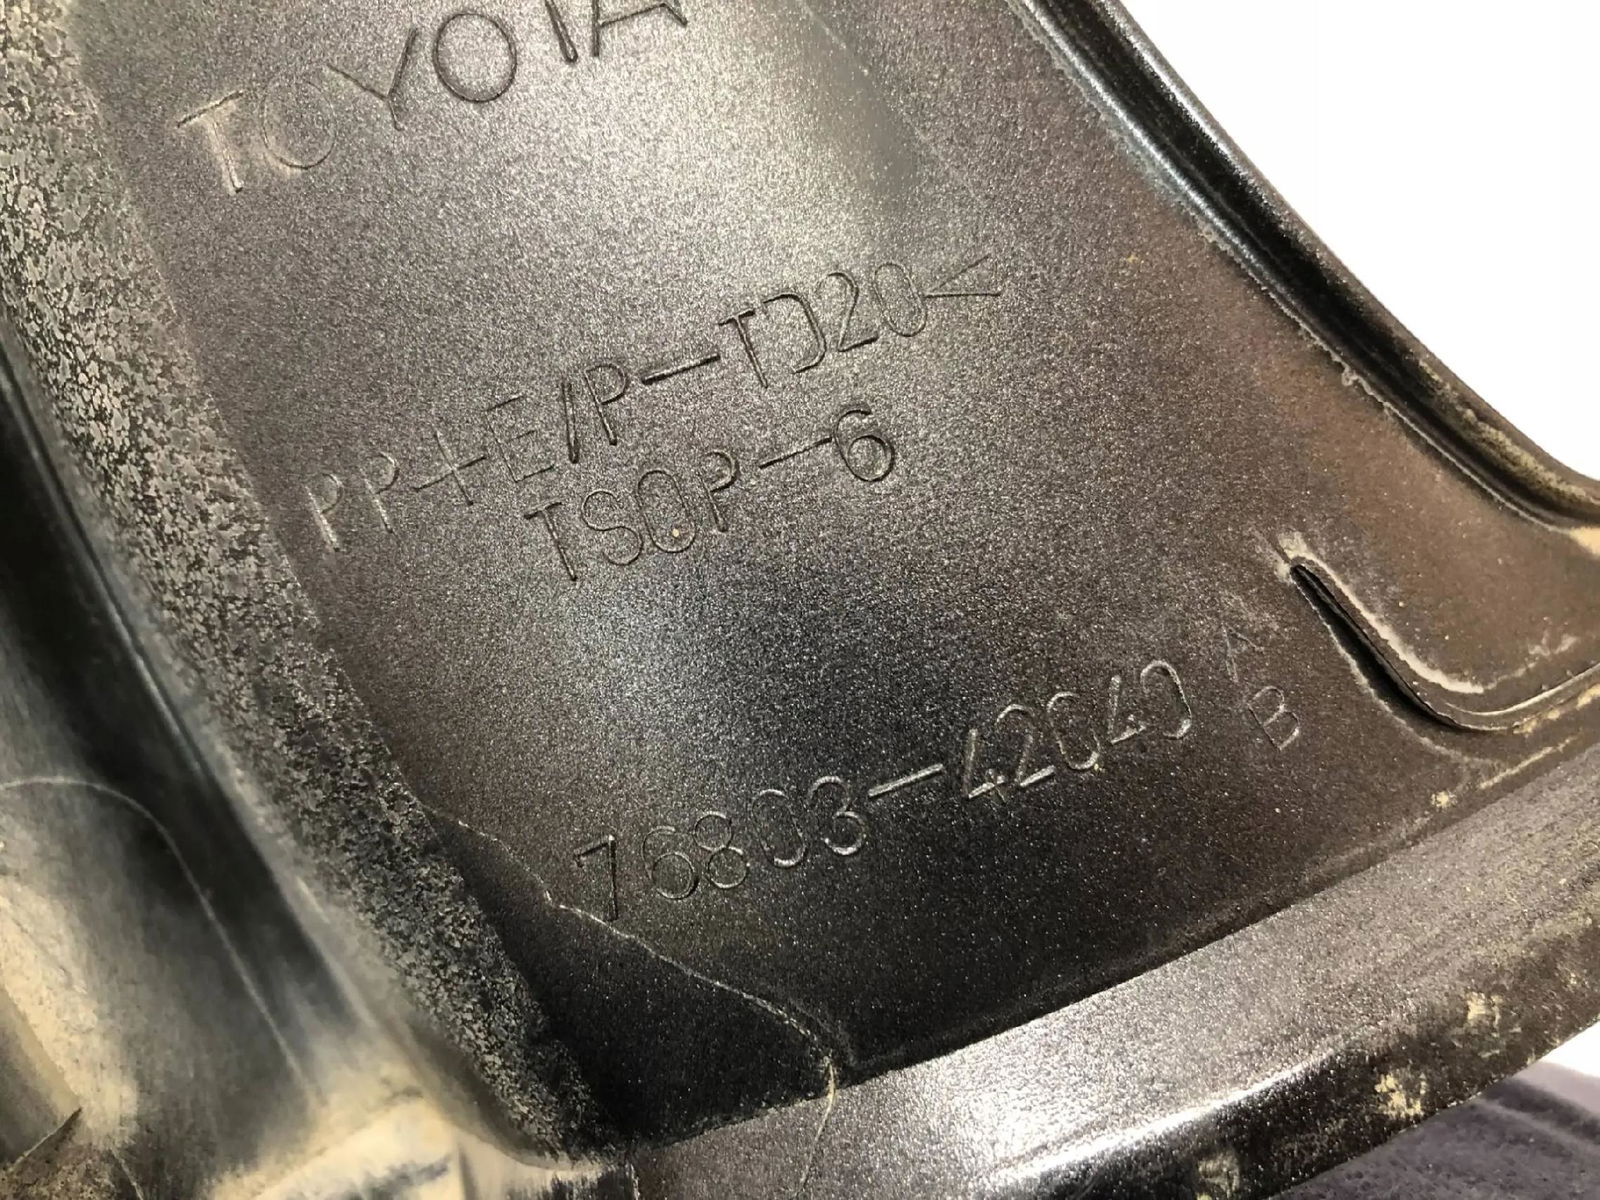 TOYOTA
PP+E/P-TD20<
TSOP-6
76803-42040 A
B